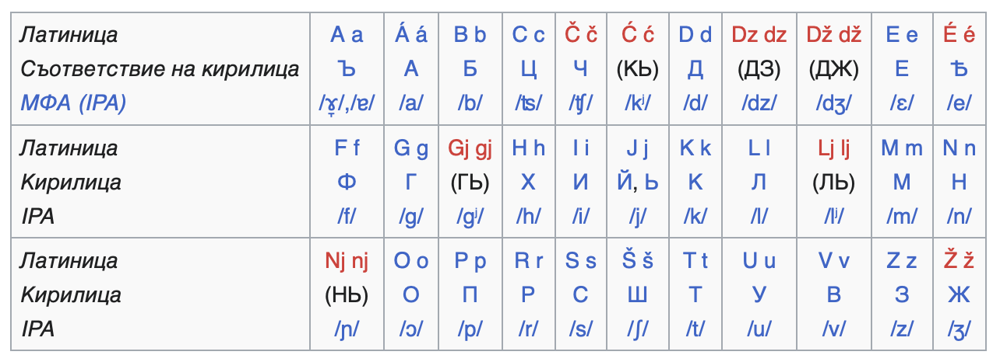 Латиница A a Á á B b C c Č č Ć ć D d Dz dz Dž dž E e É é
Съответствие на кирилица Ъ А Б Ц Ч (КЬ) Д (ДЗ) (ДЖ) Е Ѣ
МФА (IPA) /ɤ̞/,/ɐ/ /a/ /b/ /ʦ/ /ʧ/ /kʲ/ /d/ /dz/ /dʒ/ /ɛ/ /e/
Латиница F f G g Gj gj H h I i J j K k L l Lj lj M m N n
Кирилица Ф Г (ГЬ) Х И Й, Ь К Л (ЛЬ) М Н
IPA /f/ /g/ /gʲ/ /h/ /i/ /j/ /k/ /l/ /lʲ/ /m/ /n/
Латиница Nj nj O o P p R r S s Š š T t U u V v Z z Ž ž
Кирилица (НЬ) О П Р С Ш Т У В З Ж
IPA /ɲ/ /ɔ/ /p/ /r/ /s/ /ʃ/ /t/ /u/ /v/ /z/ /ʒ/